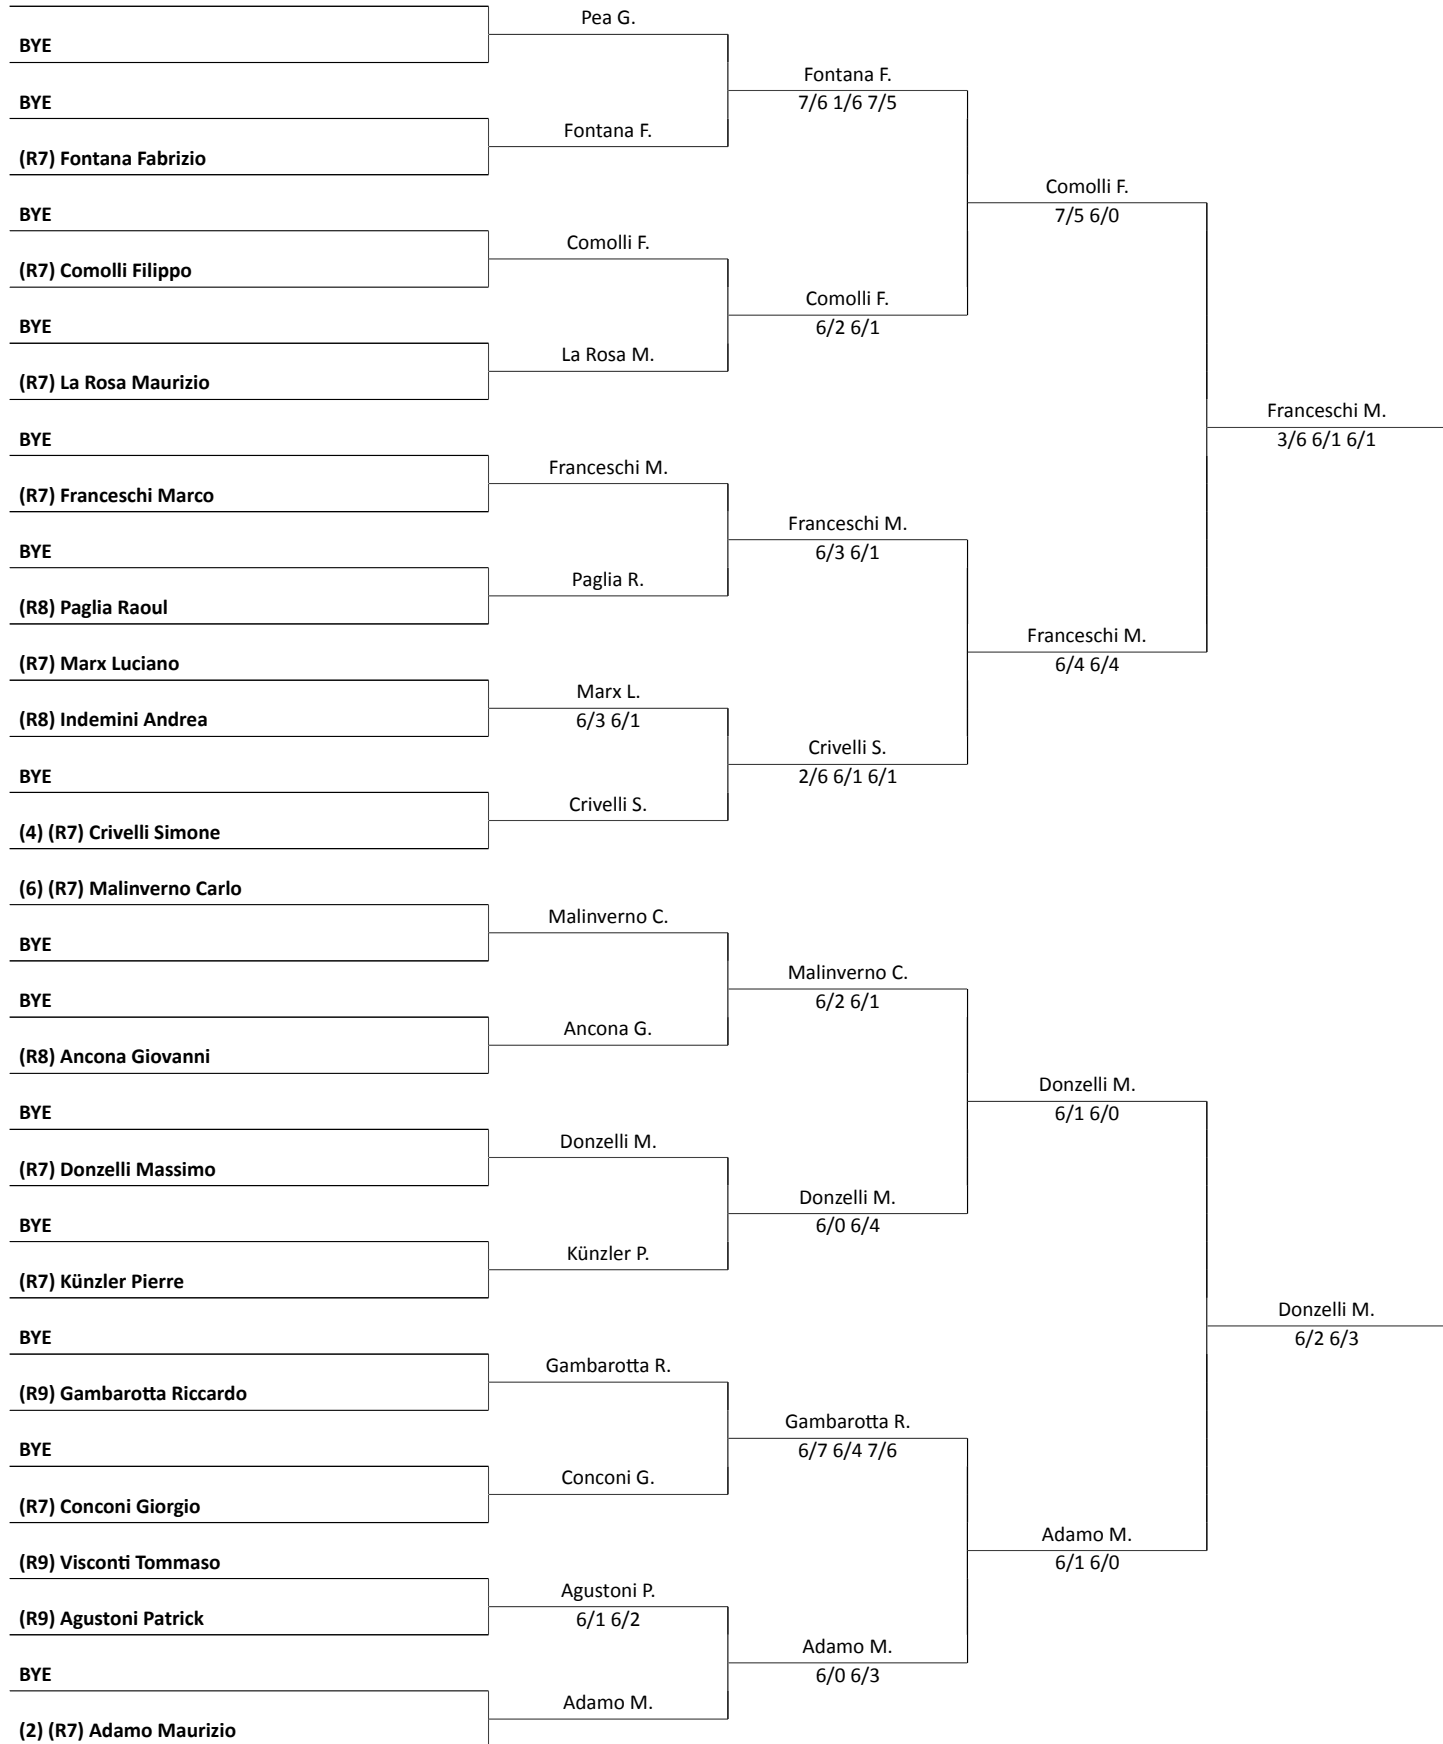 Pea G.
BYE
Fontana F.
BYE
7/6 1/6 7/5
Fontana F.
(R7) Fontana Fabrizio
Comolli F.
BYE
7/5 6/0
Comolli F.
(R7) Comolli Filippo
Comolli F.
BYE
6/2 6/1
La Rosa M.
(R7) La Rosa Maurizio
Franceschi M.
BYE
3/6 6/1 6/1
Franceschi M.
(R7) Franceschi Marco
Franceschi M.
BYE
6/3 6/1
Paglia R.
(R8) Paglia Raoul
Franceschi M.
(R7) Marx Luciano
6/4 6/4
Marx L.
(R8) Indemini Andrea
6/3 6/1
Crivelli S.
BYE
2/6 6/1 6/1
Crivelli S.
(4) (R7) Crivelli Simone
(6) (R7) Malinverno Carlo
Malinverno C.
BYE
Malinverno C.
BYE
6/2 6/1
Ancona G.
(R8) Ancona Giovanni
Donzelli M.
BYE
6/1 6/0
Donzelli M.
(R7) Donzelli Massimo
Donzelli M.
BYE
6/0 6/4
Künzler P.
(R7) Künzler Pierre
Donzelli M.
BYE
6/2 6/3
Gambarotta R.
(R9) Gambarotta Riccardo
Gambarotta R.
BYE
6/7 6/4 7/6
Conconi G.
(R7) Conconi Giorgio
Adamo M.
(R9) Visconti Tommaso
6/1 6/0
Agustoni P.
(R9) Agustoni Patrick
6/1 6/2
Adamo M.
BYE
6/0 6/3
Adamo M.
(2) (R7) Adamo Maurizio